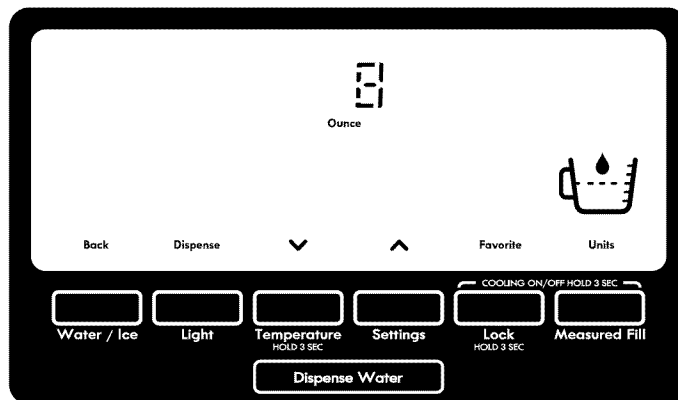 8
Ounce
Back Dispense Favorite Units
COOLING ON/OFF HOLD 3 SEC
Water / Ice Light Temperature Settings Lock Measured Fill
HOLD 3 SEC HOLD 3 SEC
Dispense Water